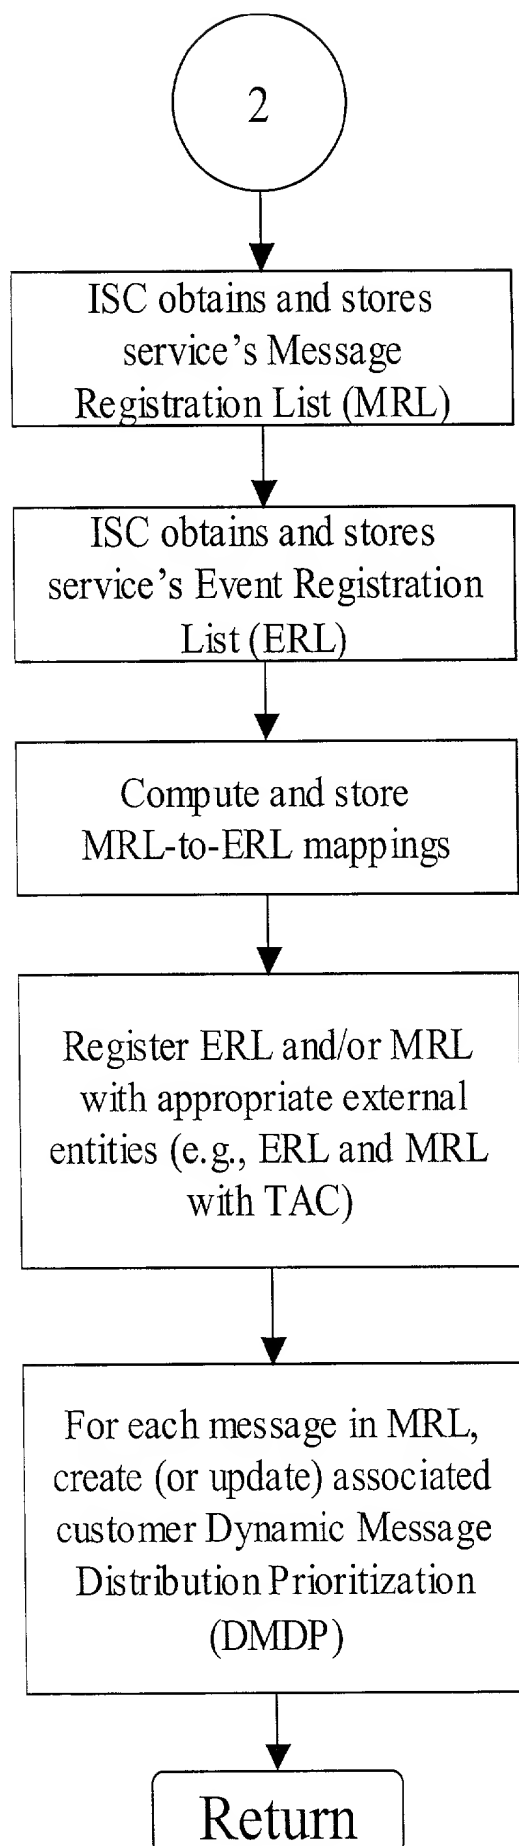 2
ISC obtains and stores
service's Message
Registration List (MRL)
ISC obtains and stores
service's Event Registration
List (ERL)
Compute and store
MRL-to-ERL mappings
Register ERL and/or MRL
with appropriate external
entities (e.g., ERL and MRL
with TAC)
For each message in MRL,
create (or update) associated
customer Dynamic Message
Distribution Prioritization
(DMDP)
Return